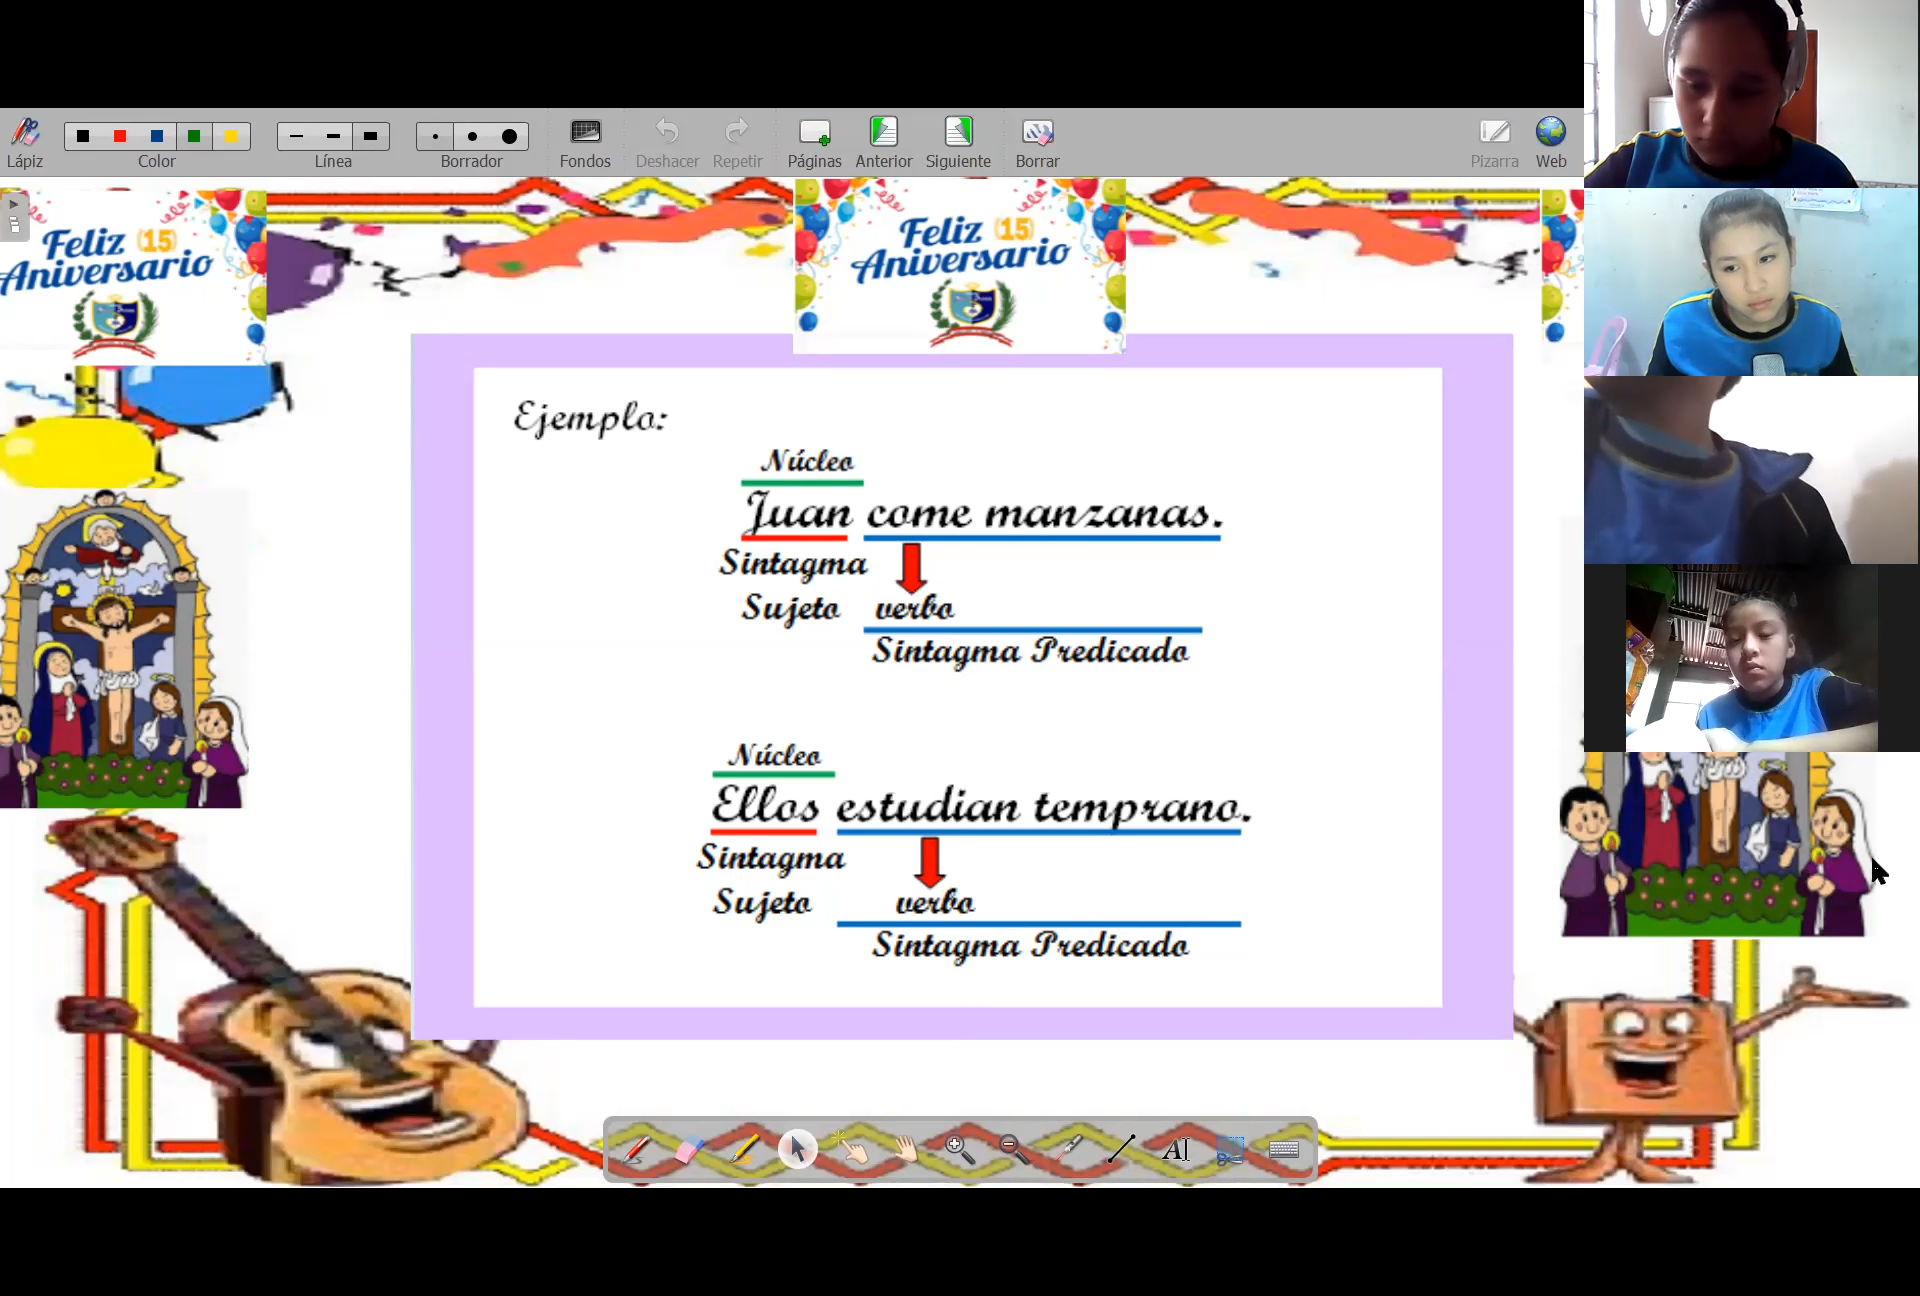 Lápiz
Color
Línea
Borrador
Fondos
Deshacer
Repetir
Páginas
Anterior
Siguiente
Borrar
Pizarra
Web
Feliz 15
Aniversario
Feliz 15
Aniversario
Ejemplo:
Núcleo
Juan come manzanas.
Sintagma
Sujeto verbo
Sintagma Predicado
Núcleo
Ellos estudian temprano.
Sintagma
Sujeto verbo
Sintagma Predicado
AI